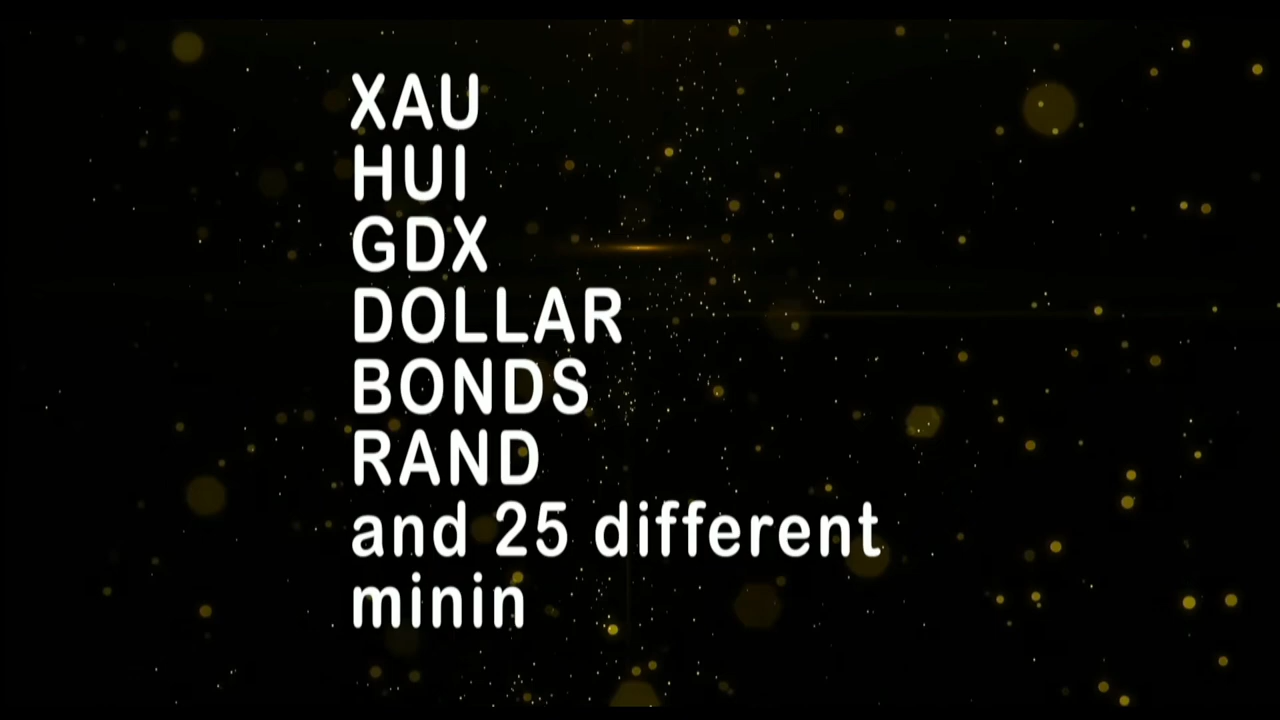 XAU
HUI
GDX
DOLLAR
BONDS
RAND
and 25 different
minin